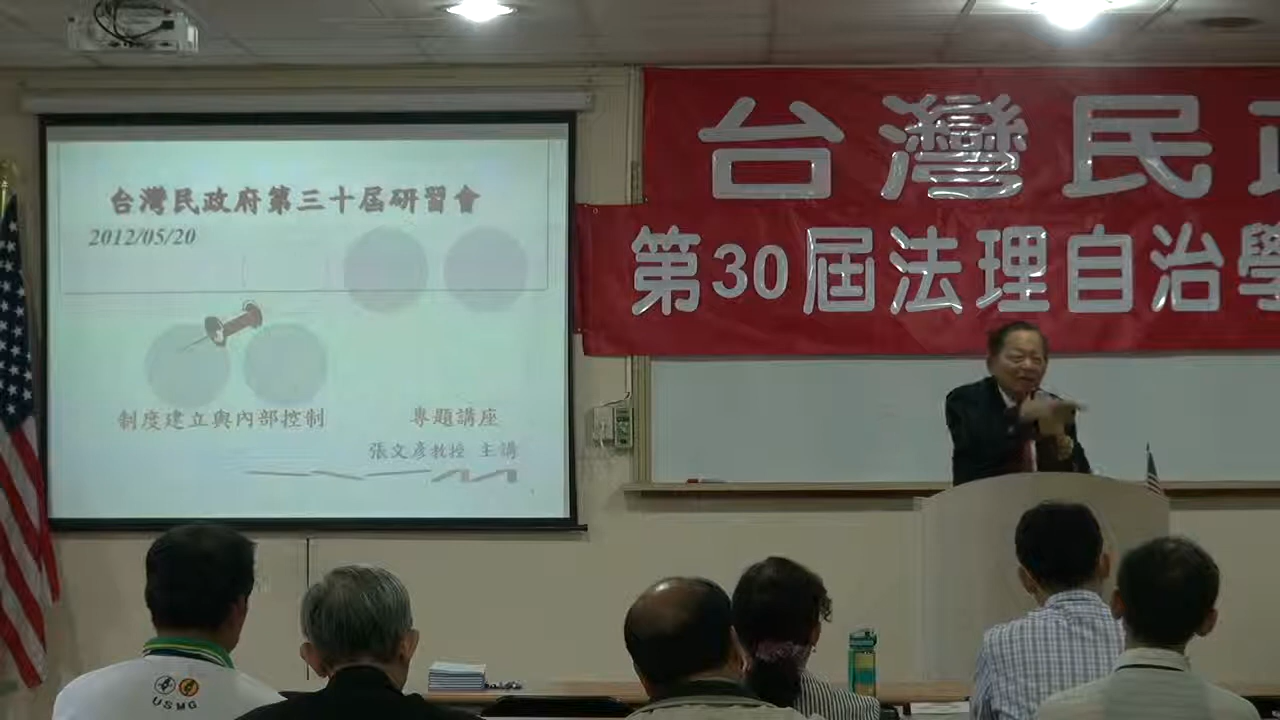 台灣民政府第三十屆研習會
2012/05/20
制度建立與內部控制
專題講座
張文彥教授 主講
台灣民政
第30屆法理自治學
USMG